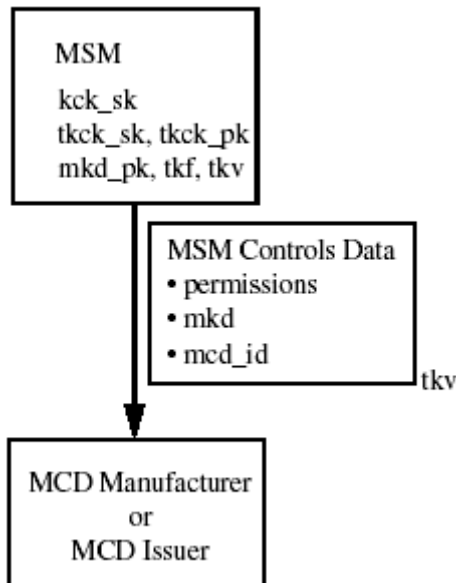 MSM
kck_sk
tkck_sk, tkck_pk
mkd_pk, tkf, tkv
MSM Controls Data
• permissions
• mkd
• mcd_id
tkv
MCD Manufacturer
or
MCD Issuer